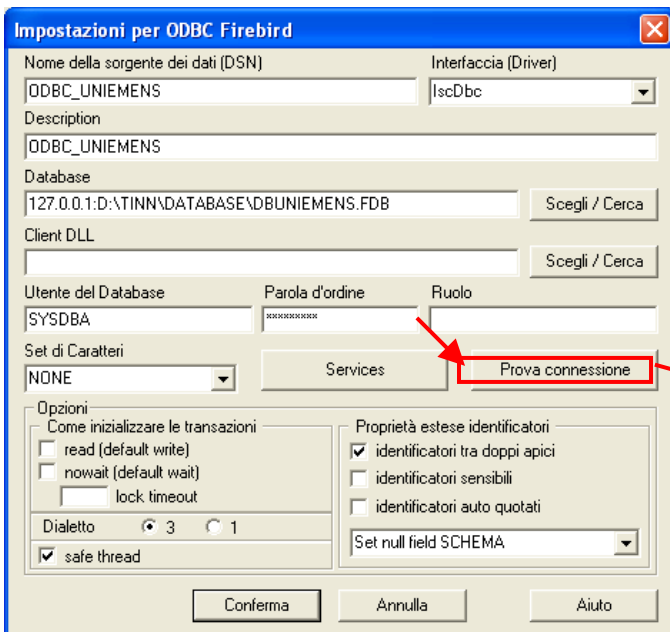 Impostazioni per ODBC Firebird
Nome della sorgente dei dati (DSN) Interfaccia (Driver)
ODBC_UNIEMENS IscDbc
Description
ODBC_UNIEMENS
Database
127.0.0.1:D:\TINN\DATABASE\DBUNIEMENS.FDB Scegli / Cerca
Client DLL
Scegli / Cerca
Utente del Database Parola d'ordine Ruolo
SYSDBA *********
Set di Caratteri
NONE Services Prova connessione
Opzioni
Come inizializzare le transazioni
read (default write)
nowait (default wait)
lock timeout
Dialetto 3 1
safe thread
Proprietà estese identificatori
identificatori tra doppi apici
identificatori sensibili
identificatori auto quotati
Set null field SCHEMA
Conferma Annulla Aiuto